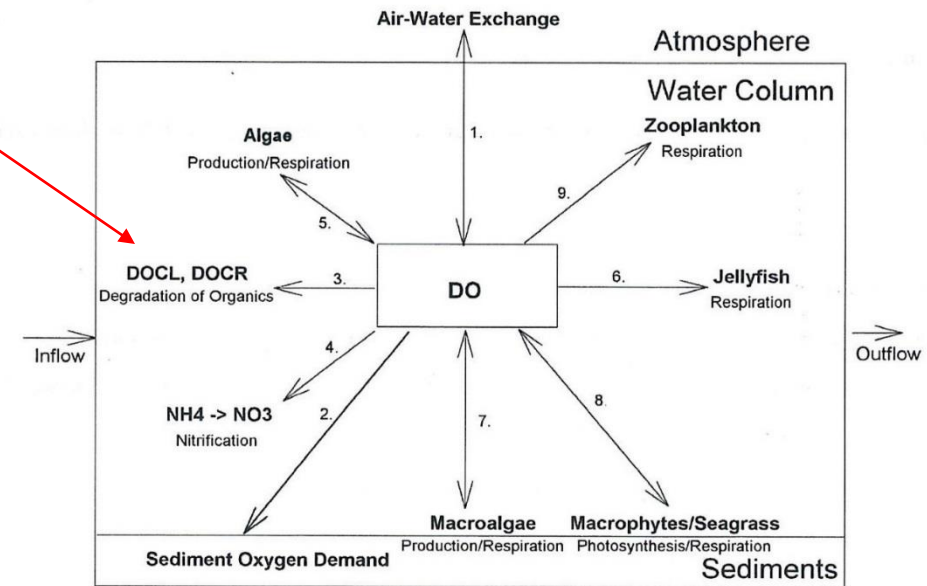 Air-Water Exchange
Atmosphere
Water Column
Algae
Production/Respiration
1.
Zooplankton
Respiration
9.
5.
DOCL, DOCR
Degradation of Organics
3.
DO
6.
Jellyfish
Respiration
Inflow
Outflow
4.
NH4 -> NO3
Nitrification
2.
7.
8.
Macroalgae
Production/Respiration
Macrophytes/Seagrass
Photosynthesis/Respiration
Sediment Oxygen Demand
Sediments